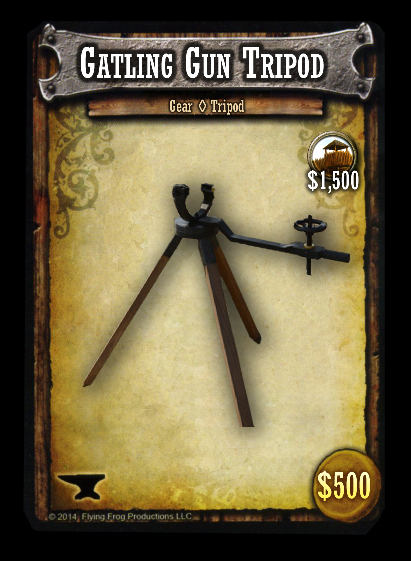 Gatling Gun Tripod
Gear ◊ Tripod
$1,500
$500
© 2014, Flying Frog Productions LLC